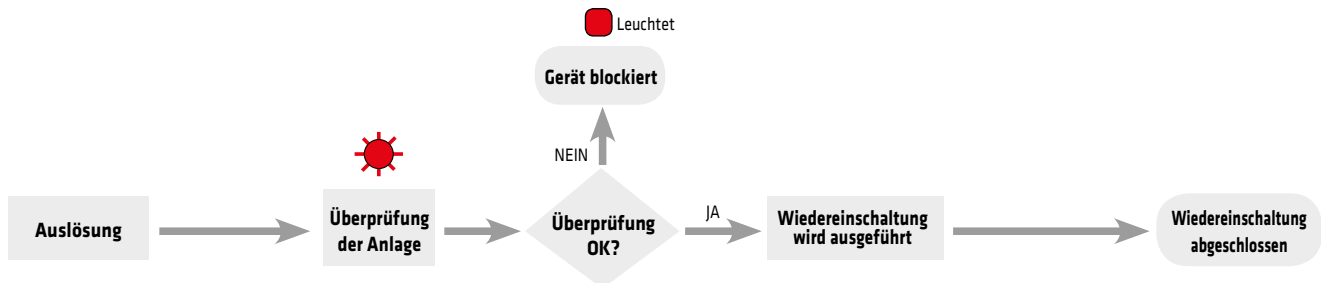 Leuchtet
Gerät blockiert
NEIN
Auslösung
Überprüfung
der Anlage
Überprüfung
OK?
JA
Wiedereinschaltung
wird ausgeführt
Wiedereinschaltung
abgeschlossen